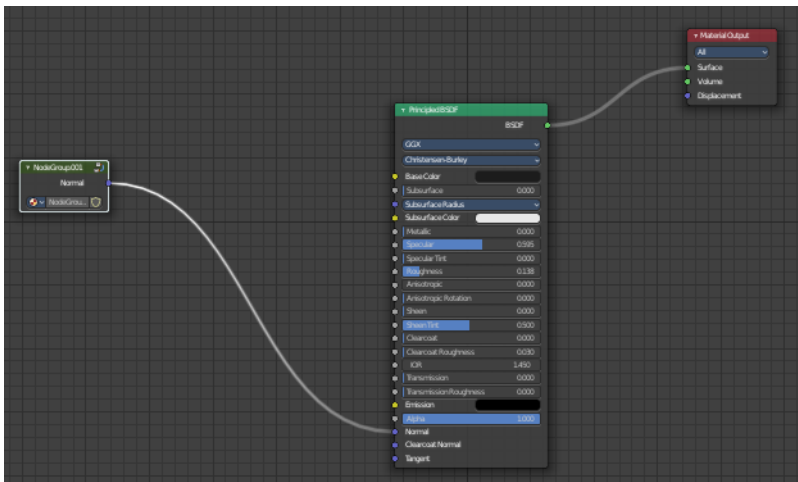 Material Output
All
Surface
Volume
Displacement
Principled BSDF
BSDF
GGX
Christensen-Burley
Base Color
Subsurface 0.000
Subsurface Radius
Subsurface Color
Metallic 0.000
Specular 0.595
Specular Tint 0.000
Roughness 0.138
Anisotropic 0.000
Anisotropic Rotation 0.000
Sheen 0.000
Sheen Tint 0.500
Clearcoat 0.000
Clearcoat Roughness 0.030
IOR 1.450
Transmission 0.000
Transmission Roughness 0.000
Emission
Alpha 1.000
Normal
Clearcoat Normal
Tangent
NodeGroup.001
Normal
NodeGrou...